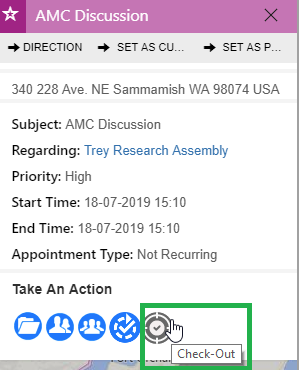 AMC Discussion
DIRECTION SET AS CU... SET AS P...
340 228 Ave. NE Sammamish WA 98074 USA
Subject: AMC Discussion
Regarding: Trey Research Assembly
Priority: High
Start Time: 18-07-2019 15:10
End Time: 18-07-2019 15:10
Appointment Type: Not Recurring
Take An Action
Check-Out